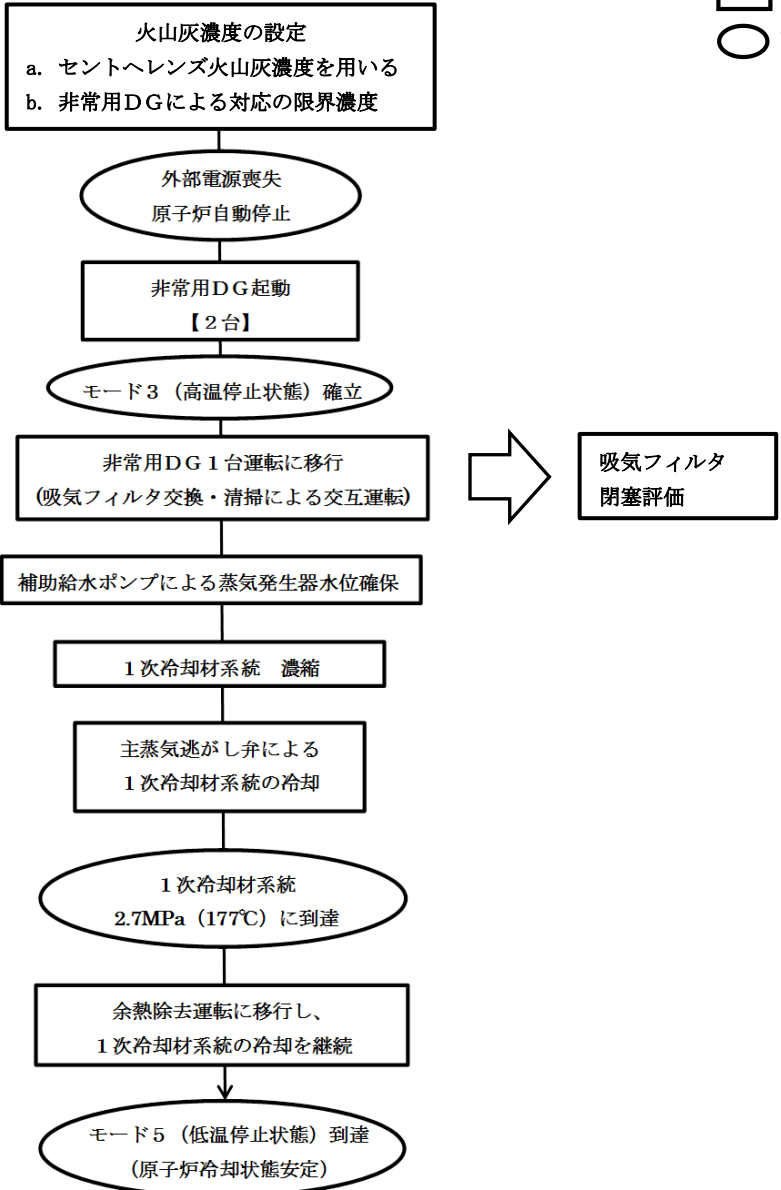 火山灰濃度の設定
a. セントヘレンズ火山灰濃度を用いる
b. 非常用ＤＧによる対応の限界濃度
外部電源喪失
原子炉自動停止
非常用ＤＧ起動
【２台】
モード３（高温停止状態）確立
非常用ＤＧ１台運転に移行
(吸気フィルタ交換・清掃による交互運転)
吸気フィルタ
閉塞評価
補助給水ポンプによる蒸気発生器水位確保
１次冷却材系統　濃縮
主蒸気逃がし弁による
１次冷却材系統の冷却
１次冷却材系統
2.7MPa（177℃）に到達
余熱除去運転に移行し、
１次冷却材系統の冷却を継続
モード５（低温停止状態）到達
（原子炉冷却状態安定）